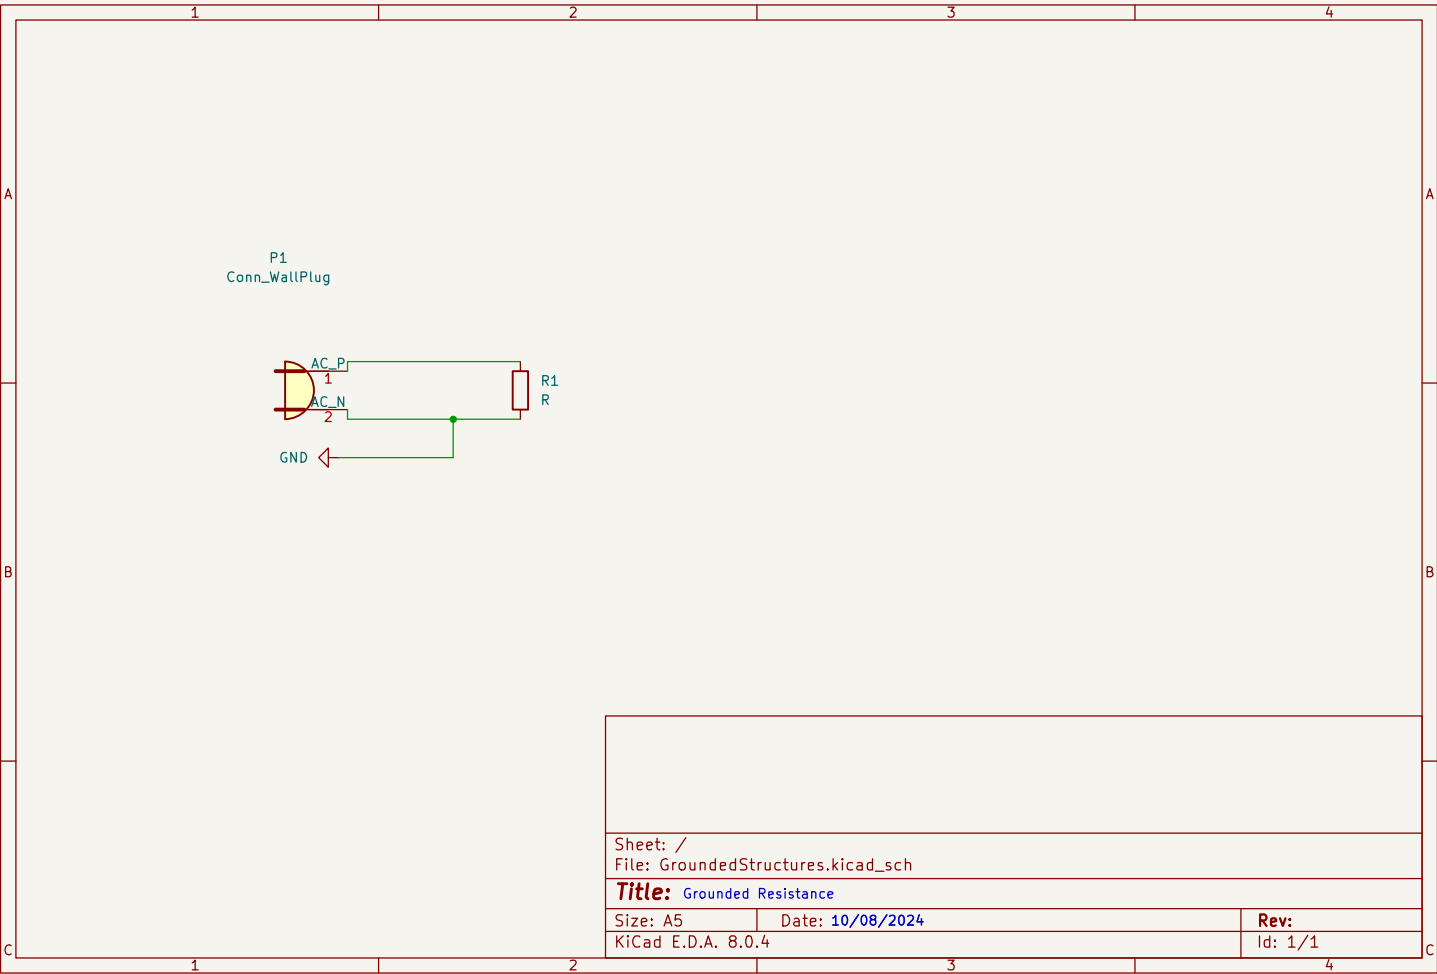 1 2 3 4
A A
P1
Conn_WallPlug
AC_P
1
R1
R
AC_N
2
GND
B B
Sheet: /
File: GroundedStructures.kicad_sch
Title: Grounded Resistance
Size: A5 Date: 10/08/2024 Rev:
KiCad E.D.A. 8.0.4 Id: 1/1
C C
1 2 3 4